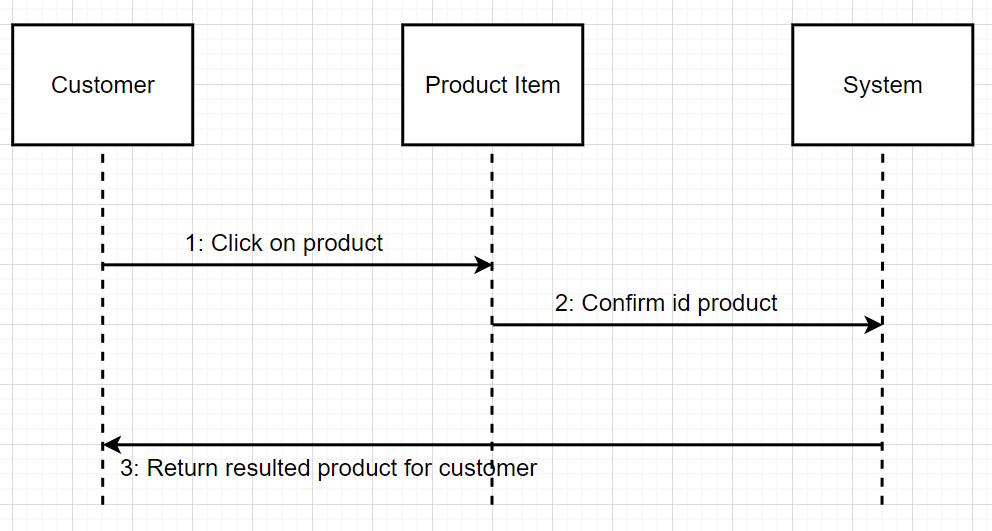 Customer
Product Item
System
1: Click on product
2: Confirm id product
3: Return resulted product for customer